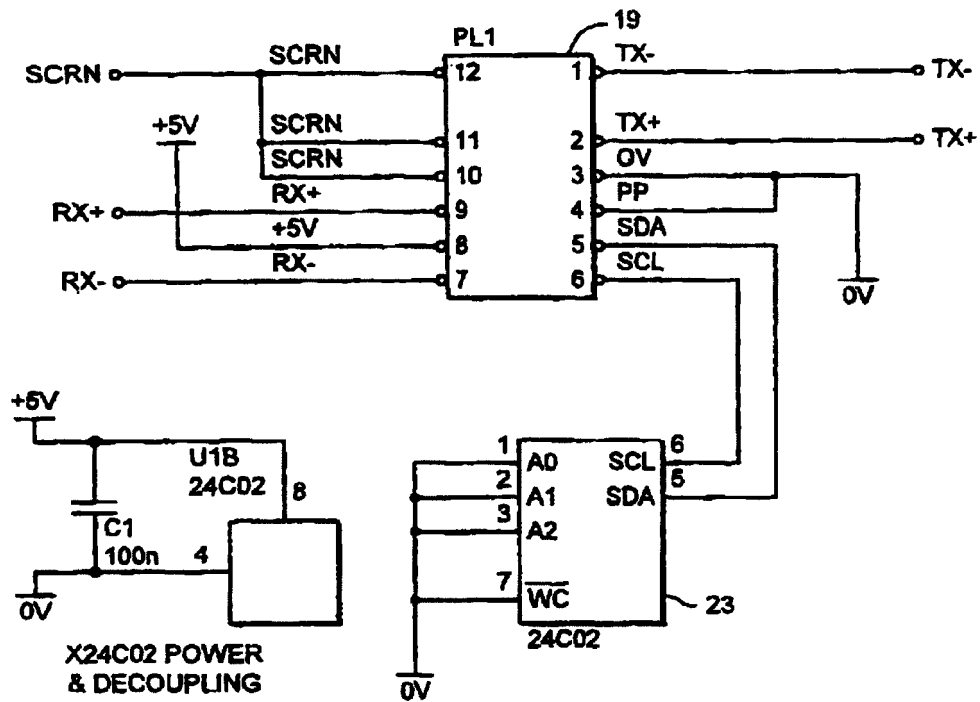 19
PL1
SCRN
SCRN
12
1
TX-
TX-
+5V
SCRN
11
2
TX+
TX+
SCRN
10
3
OV
RX+
RX+
9
4
PP
+5V
8
5
SDA
RX-
RX-
7
6
SCL
0V
+5V
U1B
24C02
8
C1
100n
4
0V
X24C02 POWER
& DECOUPLING
1
A0
SCL
6
2
A1
SDA
5
3
A2
7
WC
23
24C02
0V